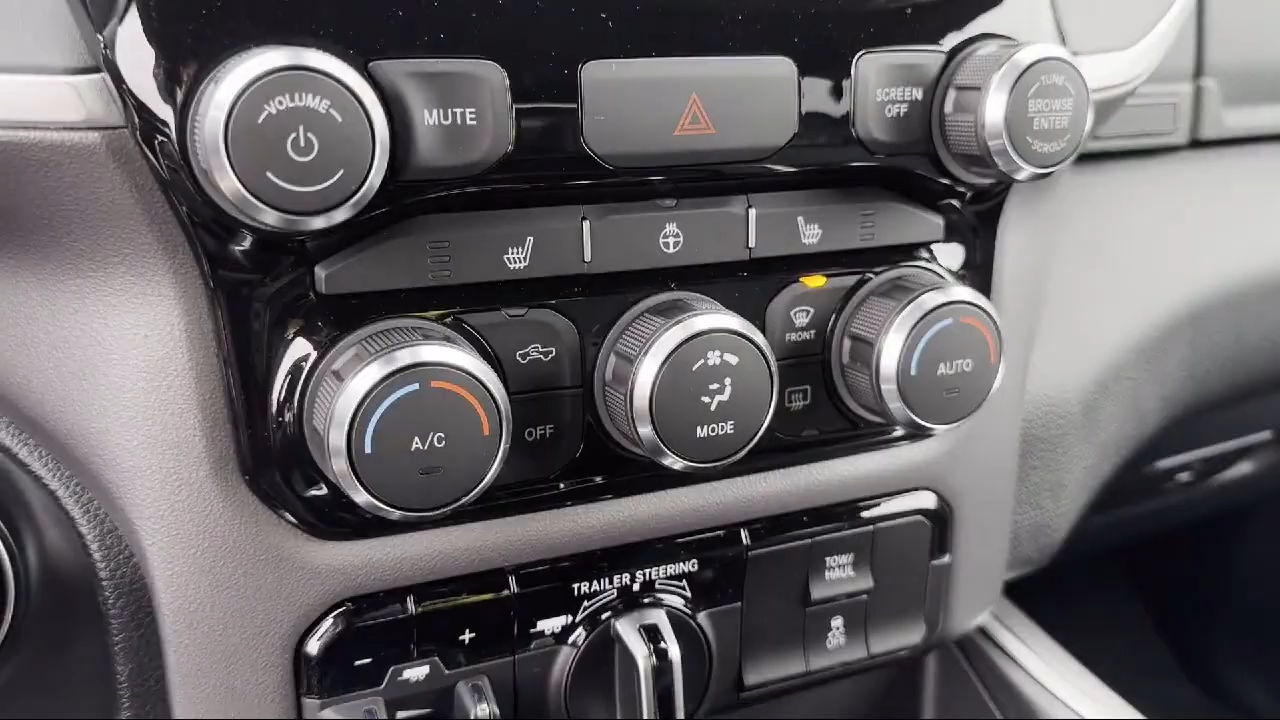 VOLUME
MUTE
SCREEN
OFF
TUNE
BROWSE
ENTER
SCROLL
FRONT
A/C
OFF
MODE
AUTO
TRAILER STEERING
TOW/
HAUL
- +
OFF